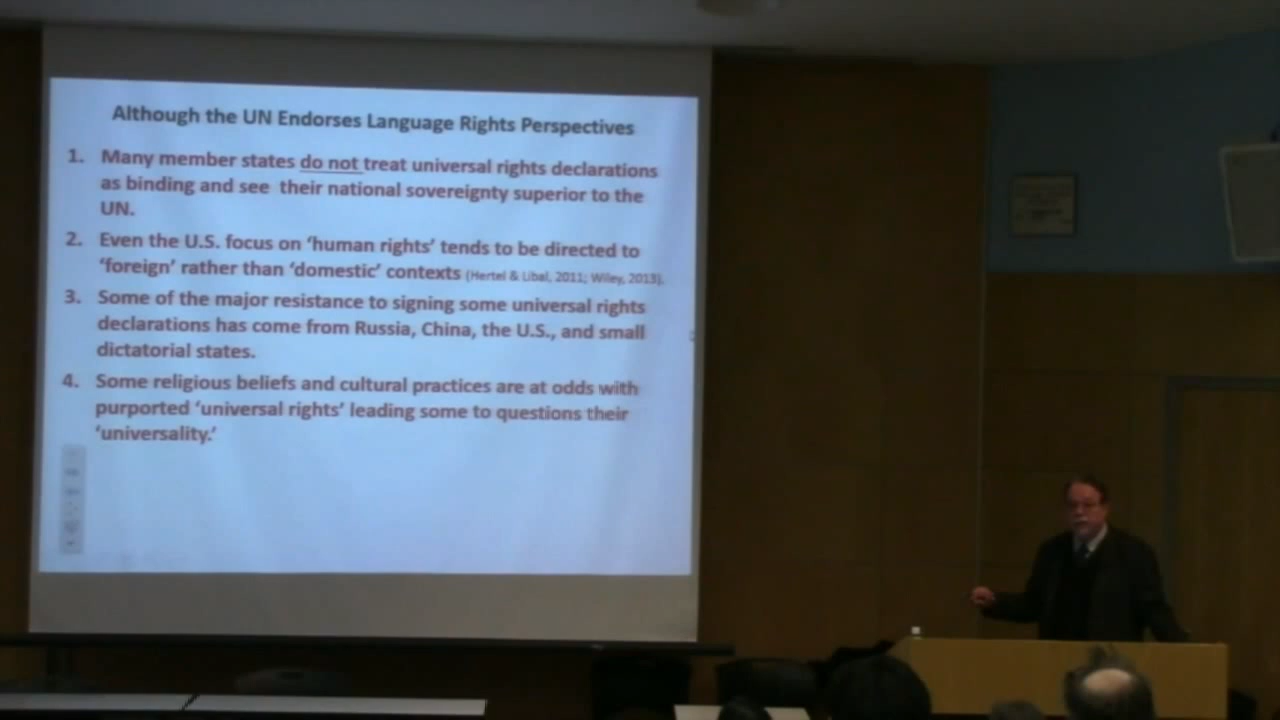 Although the UN Endorses Language Rights Perspectives
1. Many member states do not treat universal rights declarations
as binding and see their national sovereignty superior to the
UN.
2. Even the U.S. focus on ‘human rights’ tends to be directed to
‘foreign’ rather than ‘domestic’ contexts (Hertel & Libal, 2011; Wiley, 2013).
3. Some of the major resistance to signing some universal rights
declarations has come from Russia, China, the U.S., and small
dictatorial states.
4. Some religious beliefs and cultural practices are at odds with
purported ‘universal rights’ leading some to questions their
‘universality.’